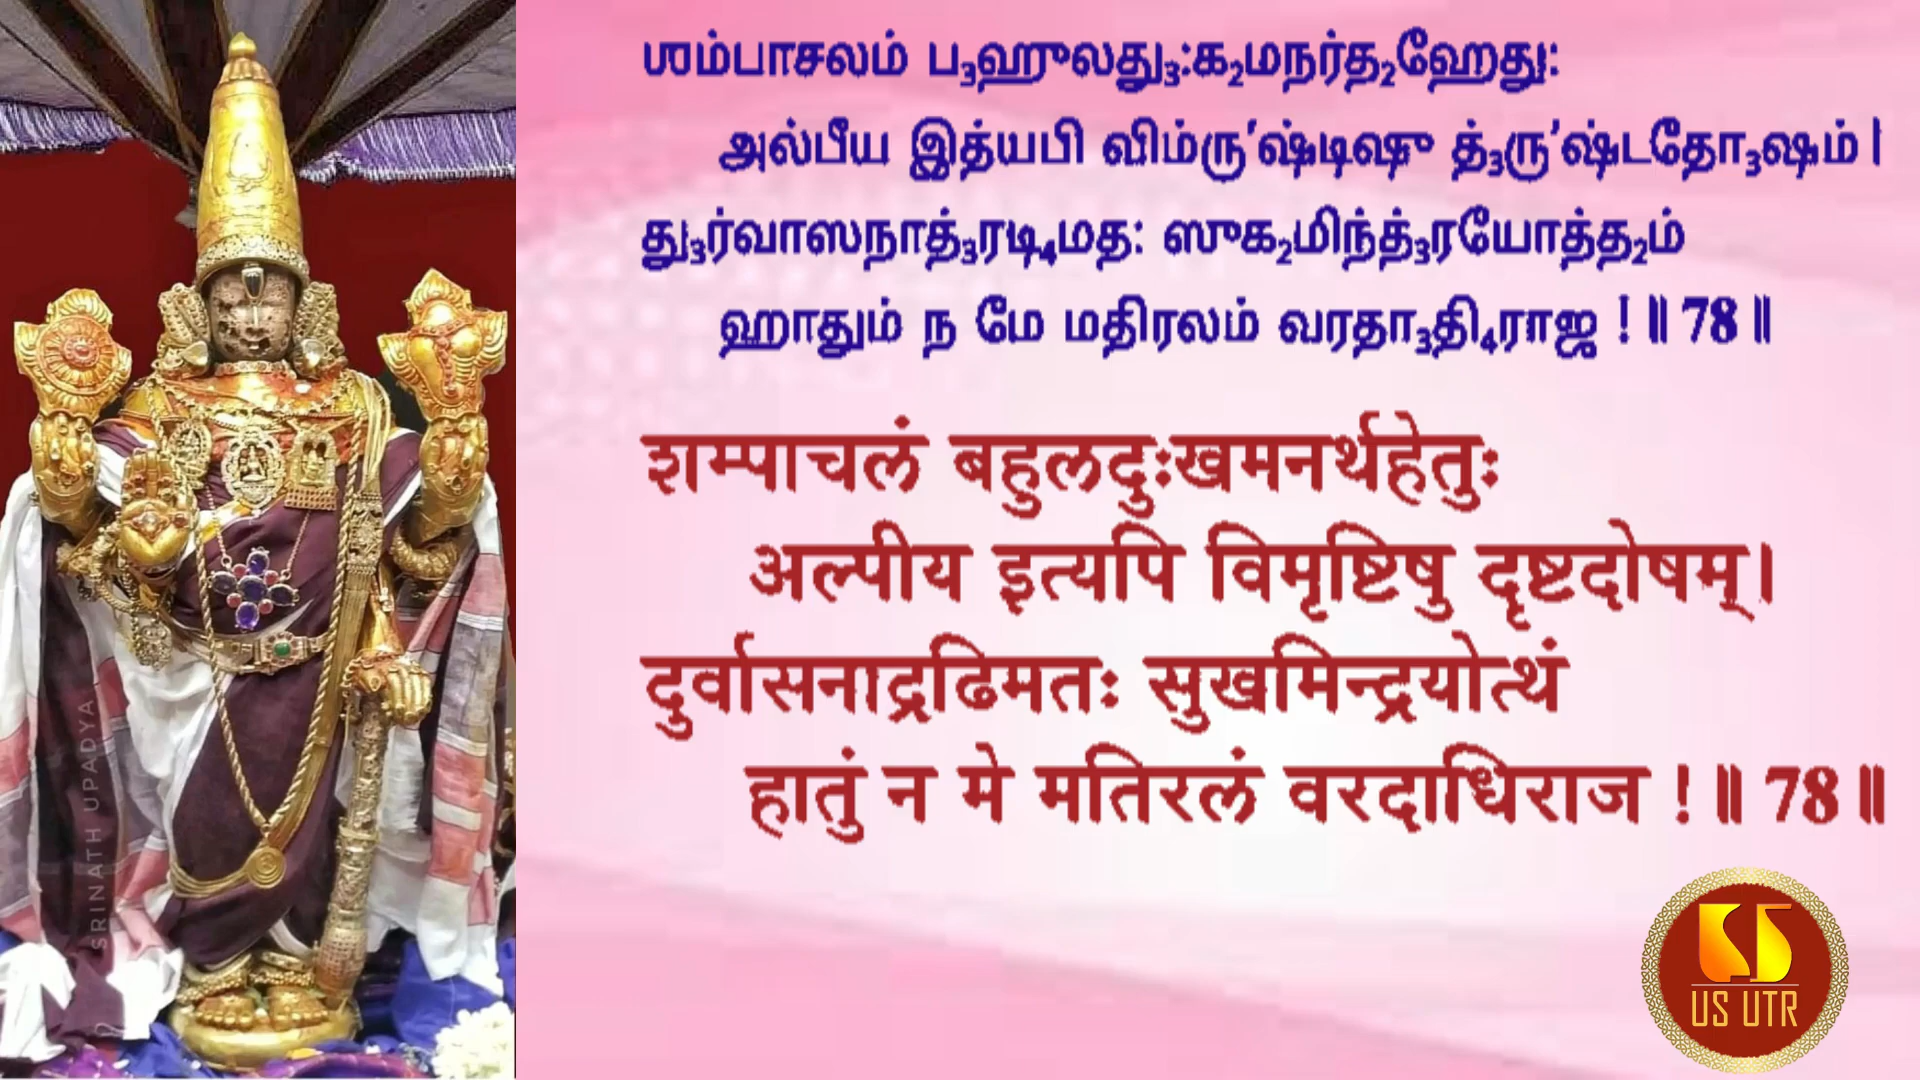 ஶம்பாசலம் ப₃ஹுலது₃:க₂மநர்த₂ஹேது:
அல்பீய இத்யபி விம்ருʼஷ்டிஷு த்₃ருʼஷ்டதோ₃ஷம்।
து₃ர்வாஸநாத்₃ரடி₄மத: ஸுக₂மிந்த்₃ரயோத்த₂ம்
ஹாதும் ந மே மதிரலம் வரதா₃தி₄ராஜ ! ॥ 78 ॥
शम्पाचलं बहुलदुःखमनर्थहेतुः
अल्पीय इत्यपि विमृष्टिषु दृष्टदोषम्।
दुर्वासनाद्रढिमतः सुखमिन्द्रयोत्थं
हातुं न मे मतिरलं वरदाधिराज ! ॥ 78 ॥
SRINATH UPADYA
US UTR